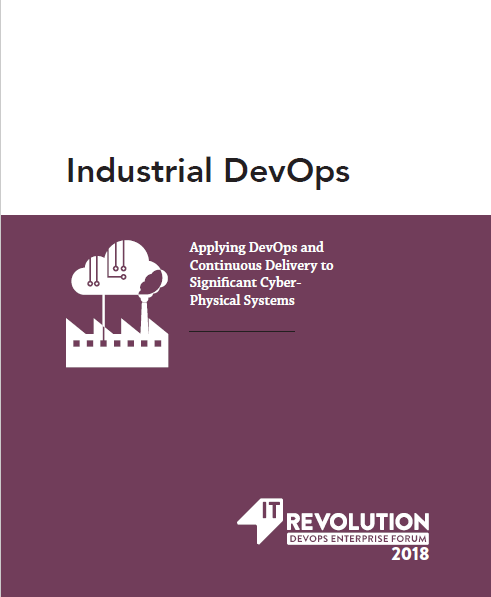 Industrial DevOps
Applying DevOps and
Continuous Delivery to
Significant Cyber-
Physical Systems
IT
REVOLUTION
DEVOPS ENTERPRISE FORUM
2018